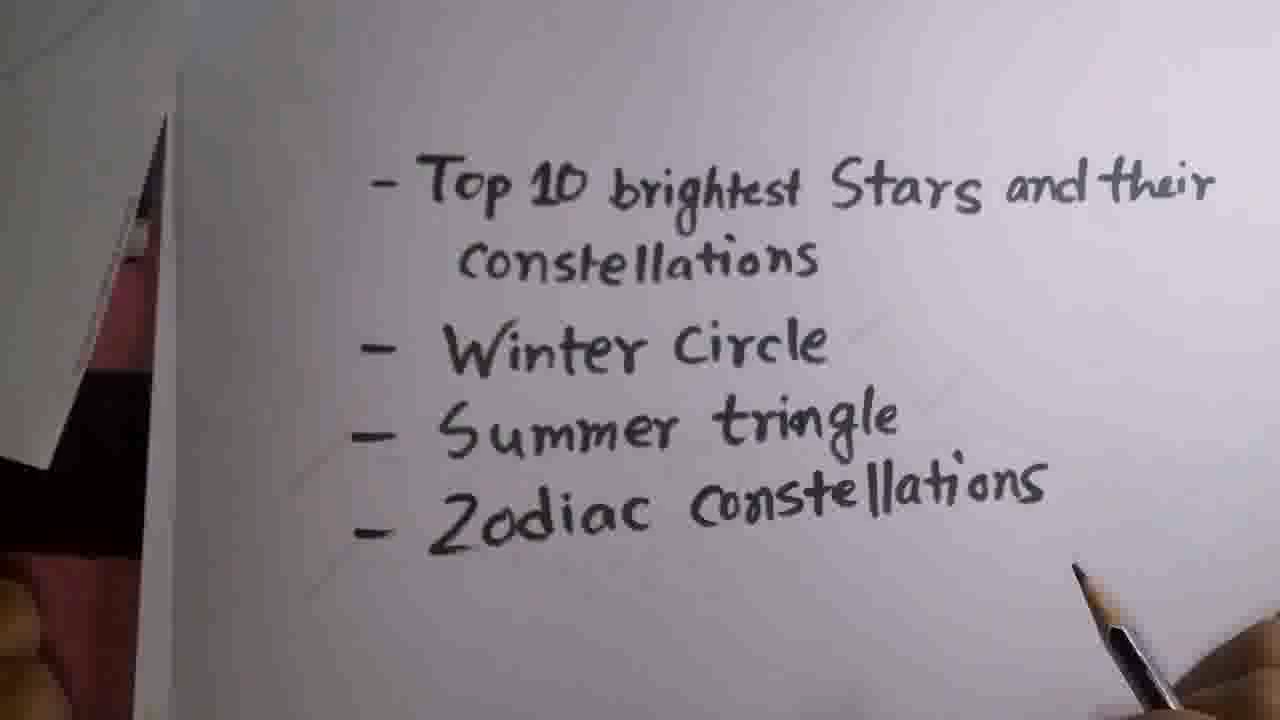 - Top 10 brightest Stars and their
constellations
- Winter Circle
- Summer tringle
- Zodiac constellations